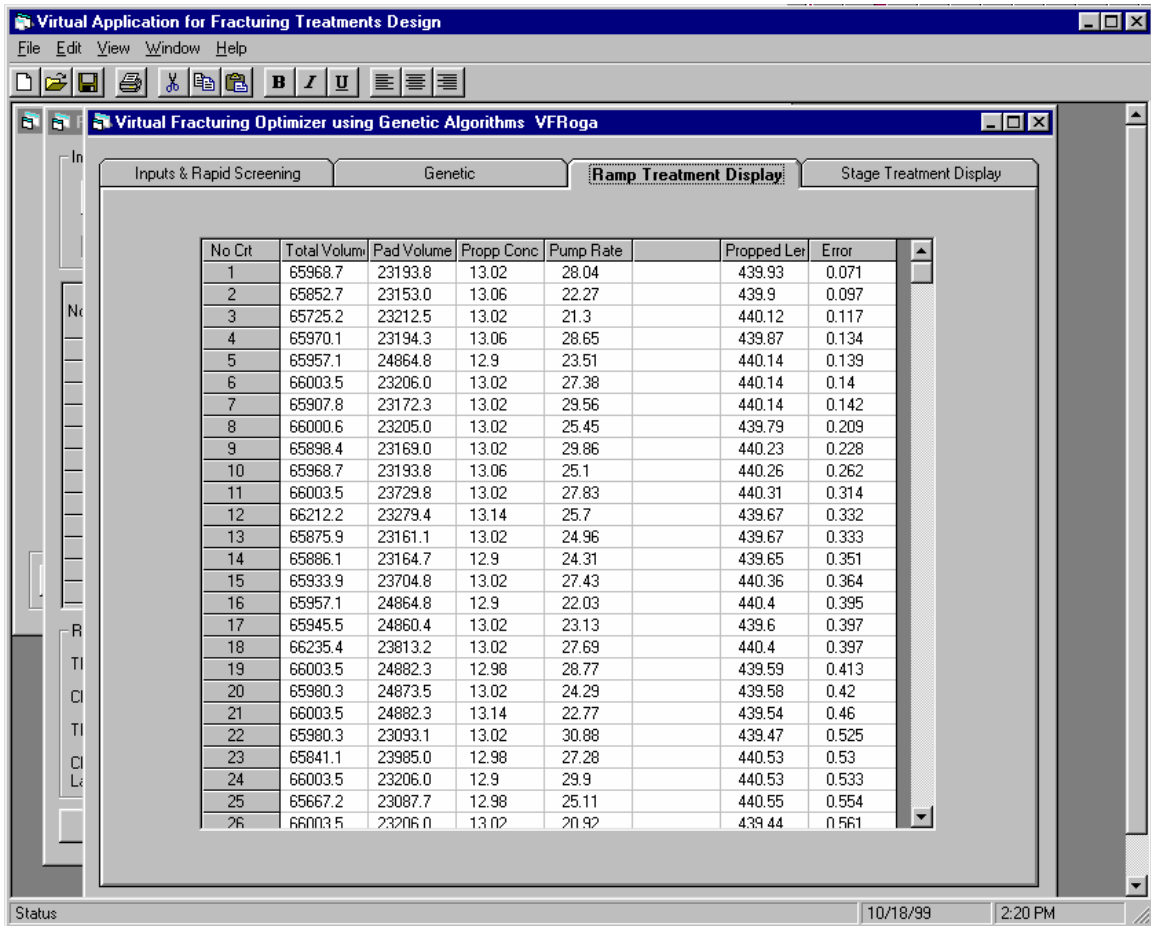 Virtual Application for Fracturing Treatments Design
File Edit View Window Help
B I U
Virtual Fracturing Optimizer using Genetic Algorithms VFRoga
Inputs & Rapid Screening Genetic Ramp Treatment Display Stage Treatment Display
No Crt Total Volum Pad Volume Propp Conc Pump Rate Propped Ler Error
1 65968.7 23193.8 13.02 28.04 439.93 0.071
2 65852.7 23153.0 13.06 22.27 439.9 0.097
3 65725.2 23212.5 13.02 21.3 440.12 0.117
4 65970.1 23194.3 13.06 28.65 439.87 0.134
5 65957.1 24864.8 12.9 23.51 440.14 0.139
6 66003.5 23206.0 13.02 27.38 440.14 0.14
7 65907.8 23172.3 13.02 29.56 440.14 0.142
8 66000.6 23205.0 13.02 25.45 439.79 0.209
9 65898.4 23169.0 13.02 29.86 440.23 0.228
10 65968.7 23193.8 13.06 25.1 440.26 0.262
11 66003.5 23729.8 13.02 27.83 440.31 0.314
12 66212.2 23279.4 13.14 25.7 439.67 0.332
13 65875.9 23161.1 13.02 24.96 439.67 0.333
14 65886.1 23164.7 12.9 24.31 439.65 0.351
15 65933.9 23704.8 13.02 27.43 440.36 0.364
16 65957.1 24864.8 12.9 22.03 440.4 0.395
17 65945.5 24860.4 13.02 23.13 439.6 0.397
18 66235.4 23813.2 13.02 27.69 440.4 0.397
19 66003.5 24882.3 12.98 28.77 439.59 0.413
20 65980.3 24873.5 13.02 24.29 439.58 0.42
21 66003.5 24882.3 13.14 22.77 439.54 0.46
22 65980.3 23093.1 13.02 30.88 439.47 0.525
23 65841.1 23985.0 12.98 27.28 440.53 0.53
24 66003.5 23206.0 12.9 29.9 440.53 0.533
25 65667.2 23087.7 12.98 25.11 440.55 0.554
26 66003.5 23206.0 13.02 20.92 439.44 0.561
Status 10/18/99 2:20 PM